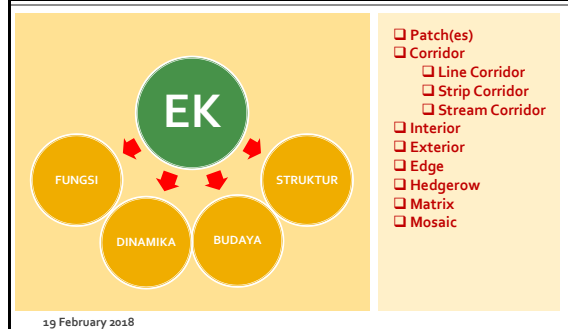 EK
FUNGSI
DINAMIKA
BUDAYA
STRUKTUR
Patch(es)
Corridor
Line Corridor
Strip Corridor
Stream Corridor
Interior
Exterior
Edge
Hedgerow
Matrix
Mosaic
19 February 2018